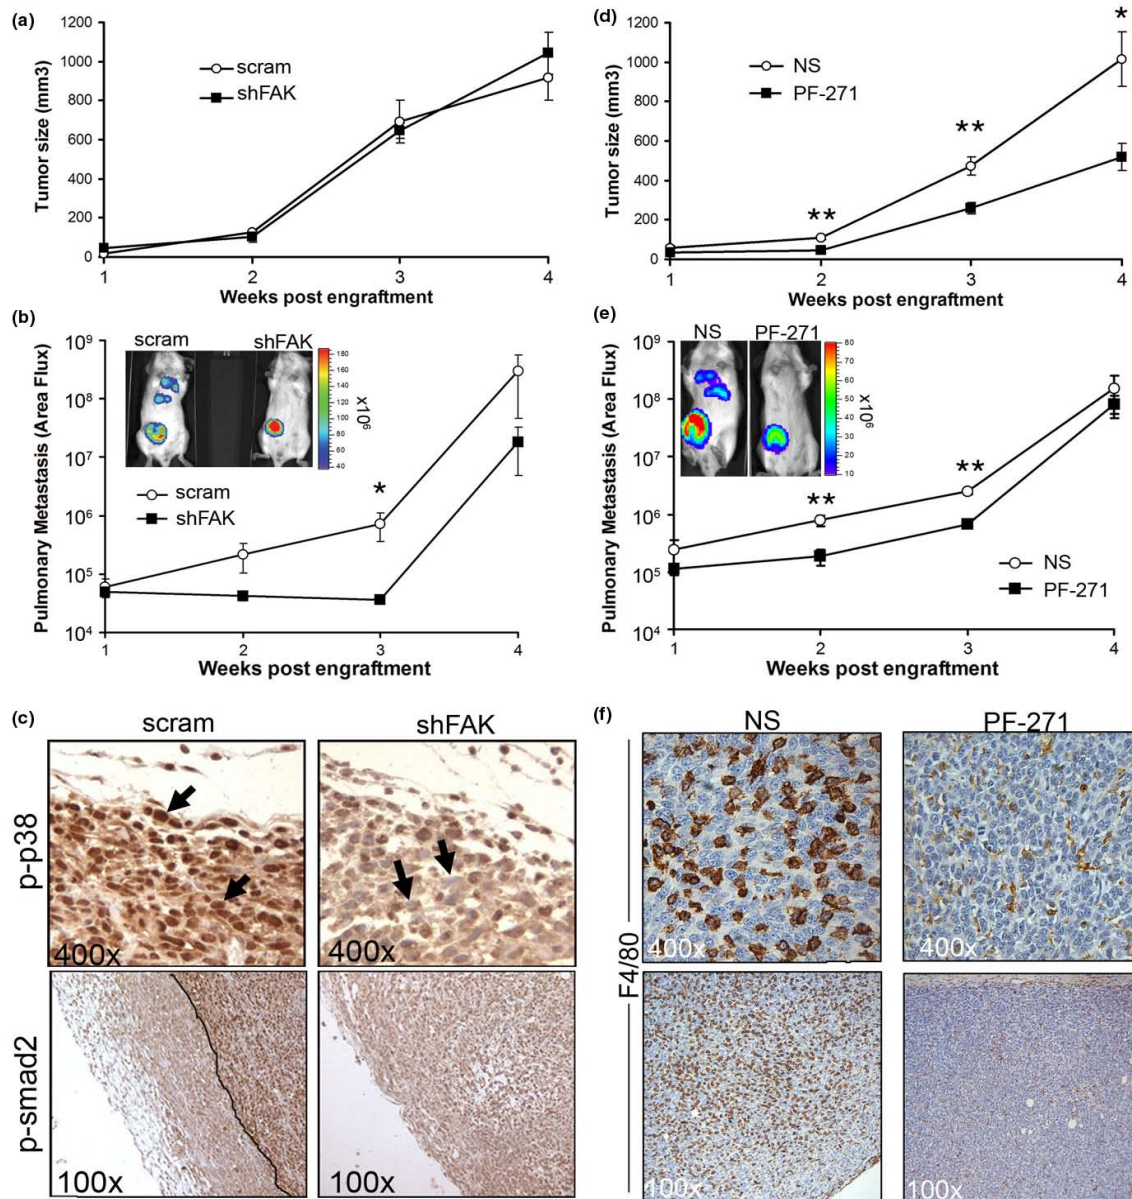 (a)
1200
1000
800
600
400
200
0
Tumor size (mm3)
scram
shFAK
1 2 3 4
Weeks post engraftment
(d)
1200
1000
800
600
400
200
0
Tumor size (mm3)
NS
PF-271
**
**
*
1 2 3 4
Weeks post engraftment
(b)
10⁹
10⁸
10⁷
10⁶
10⁵
10⁴
Pulmonary Metastasis (Area Flux)
scram shFAK
180
160
140
120
100
80
60
40
x10⁶
scram
shFAK
*
1 2 3 4
Weeks post engraftment
(e)
10⁹
10⁸
10⁷
10⁶
10⁵
10⁴
Pulmonary Metastasis (Area Flux)
NS PF-271
80
70
60
50
40
30
20
10
x10⁶
**
**
NS
PF-271
1 2 3 4
Weeks post engraftment
(c)
scram shFAK
p-p38
400x 400x
p-smad2
100x 100x
(f)
NS PF-271
F4/80
400x 400x
100x 100x